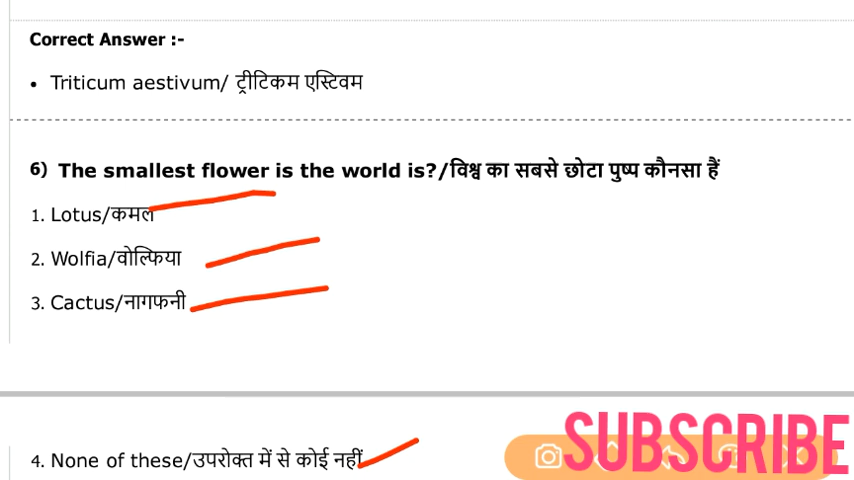 Correct Answer :-
• Triticum aestivum/ ट्रीटिकम एस्टिवम
6) The smallest flower is the world is?/विश्व का सबसे छोटा पुष्प कौनसा हैं
1. Lotus/कमल
2. Wolfia/वोल्फिया
3. Cactus/नागफनी
4. None of these/उपरोक्त में से कोई नहीं
SUBSCRIBE